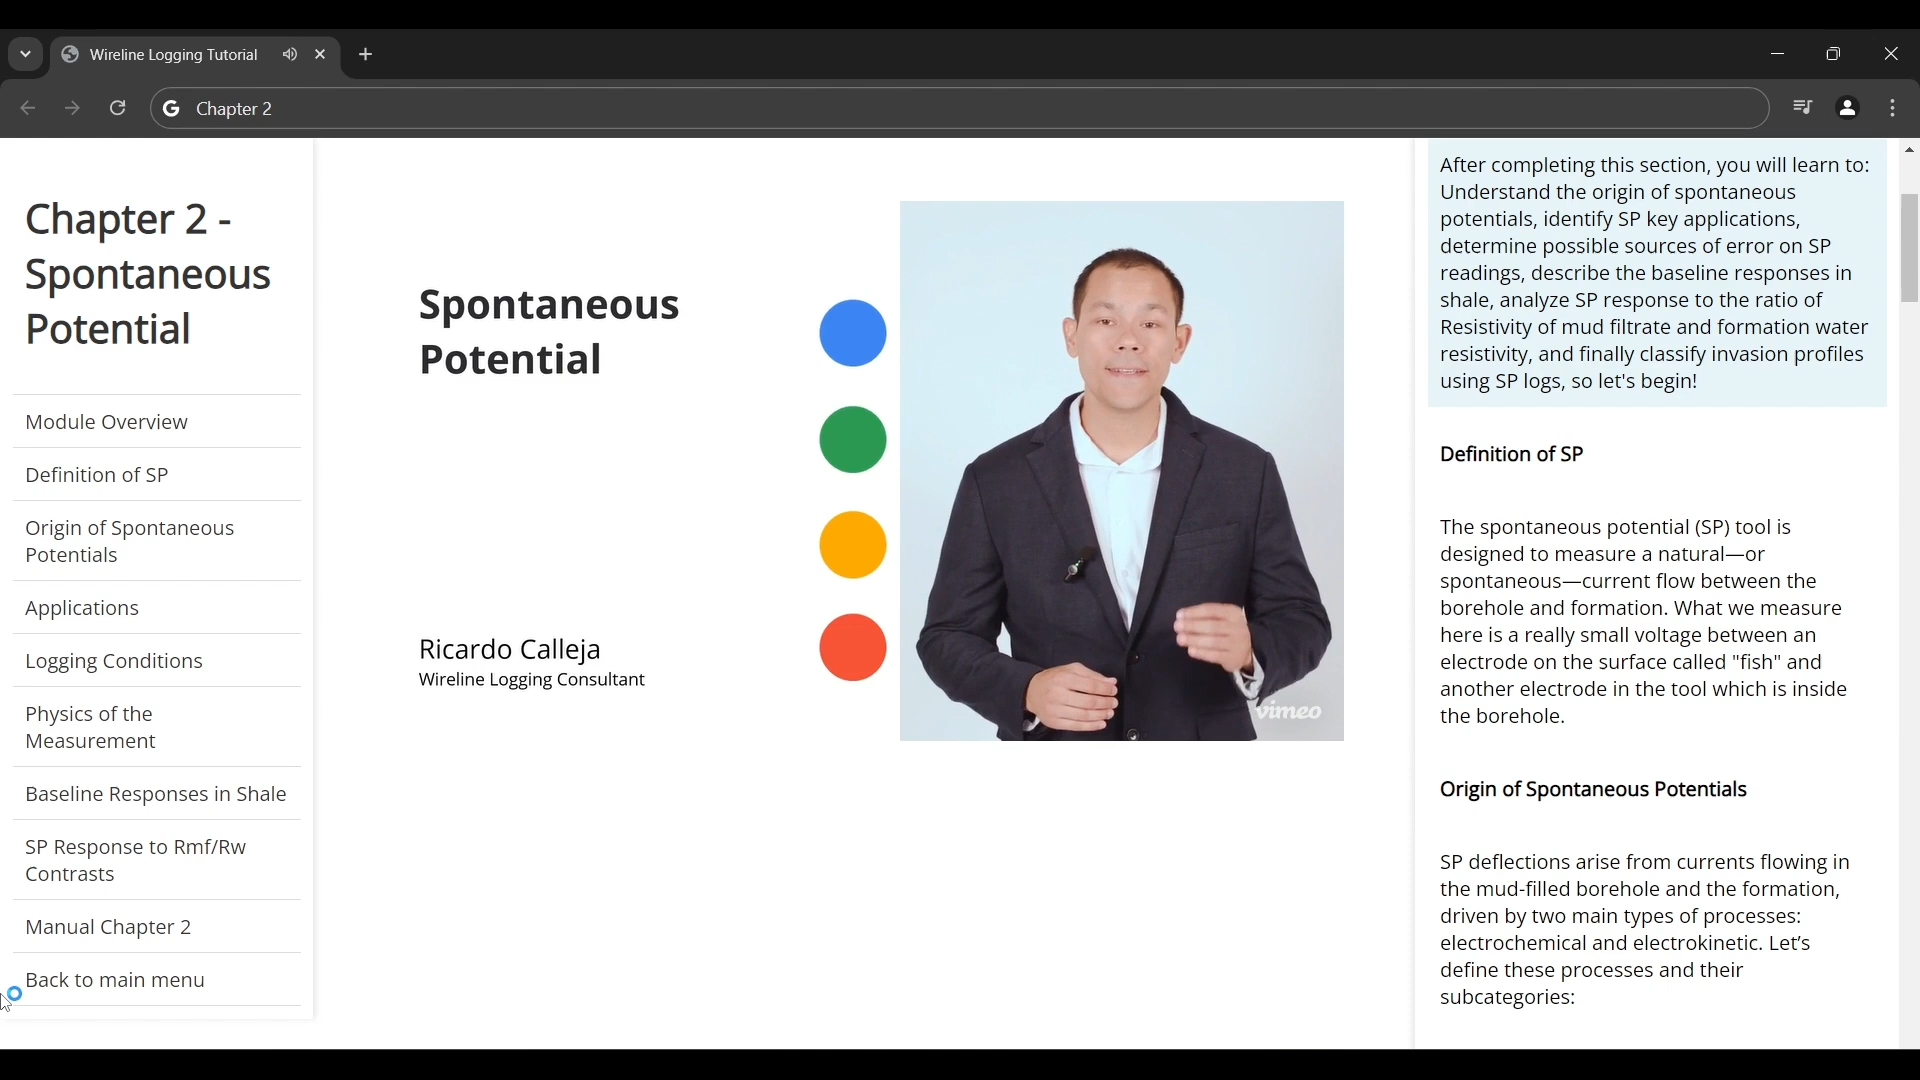 Wireline Logging Tutorial
Chapter 2
Chapter 2 -
Spontaneous
Potential
Module Overview
Definition of SP
Origin of Spontaneous
Potentials
Applications
Logging Conditions
Physics of the
Measurement
Baseline Responses in Shale
SP Response to Rmf/Rw
Contrasts
Manual Chapter 2
Back to main menu
Spontaneous
Potential
Ricardo Calleja
Wireline Logging Consultant
vimeo
After completing this section, you will learn to:
Understand the origin of spontaneous
potentials, identify SP key applications,
determine possible sources of error on SP
readings, describe the baseline responses in
shale, analyze SP response to the ratio of
Resistivity of mud filtrate and formation water
resistivity, and finally classify invasion profiles
using SP logs, so let's begin!
Definition of SP
The spontaneous potential (SP) tool is
designed to measure a natural—or
spontaneous—current flow between the
borehole and formation. What we measure
here is a really small voltage between an
electrode on the surface called "fish" and
another electrode in the tool which is inside
the borehole.
Origin of Spontaneous Potentials
SP deflections arise from currents flowing in
the mud-filled borehole and the formation,
driven by two main types of processes:
electrochemical and electrokinetic. Let’s
define these processes and their
subcategories: